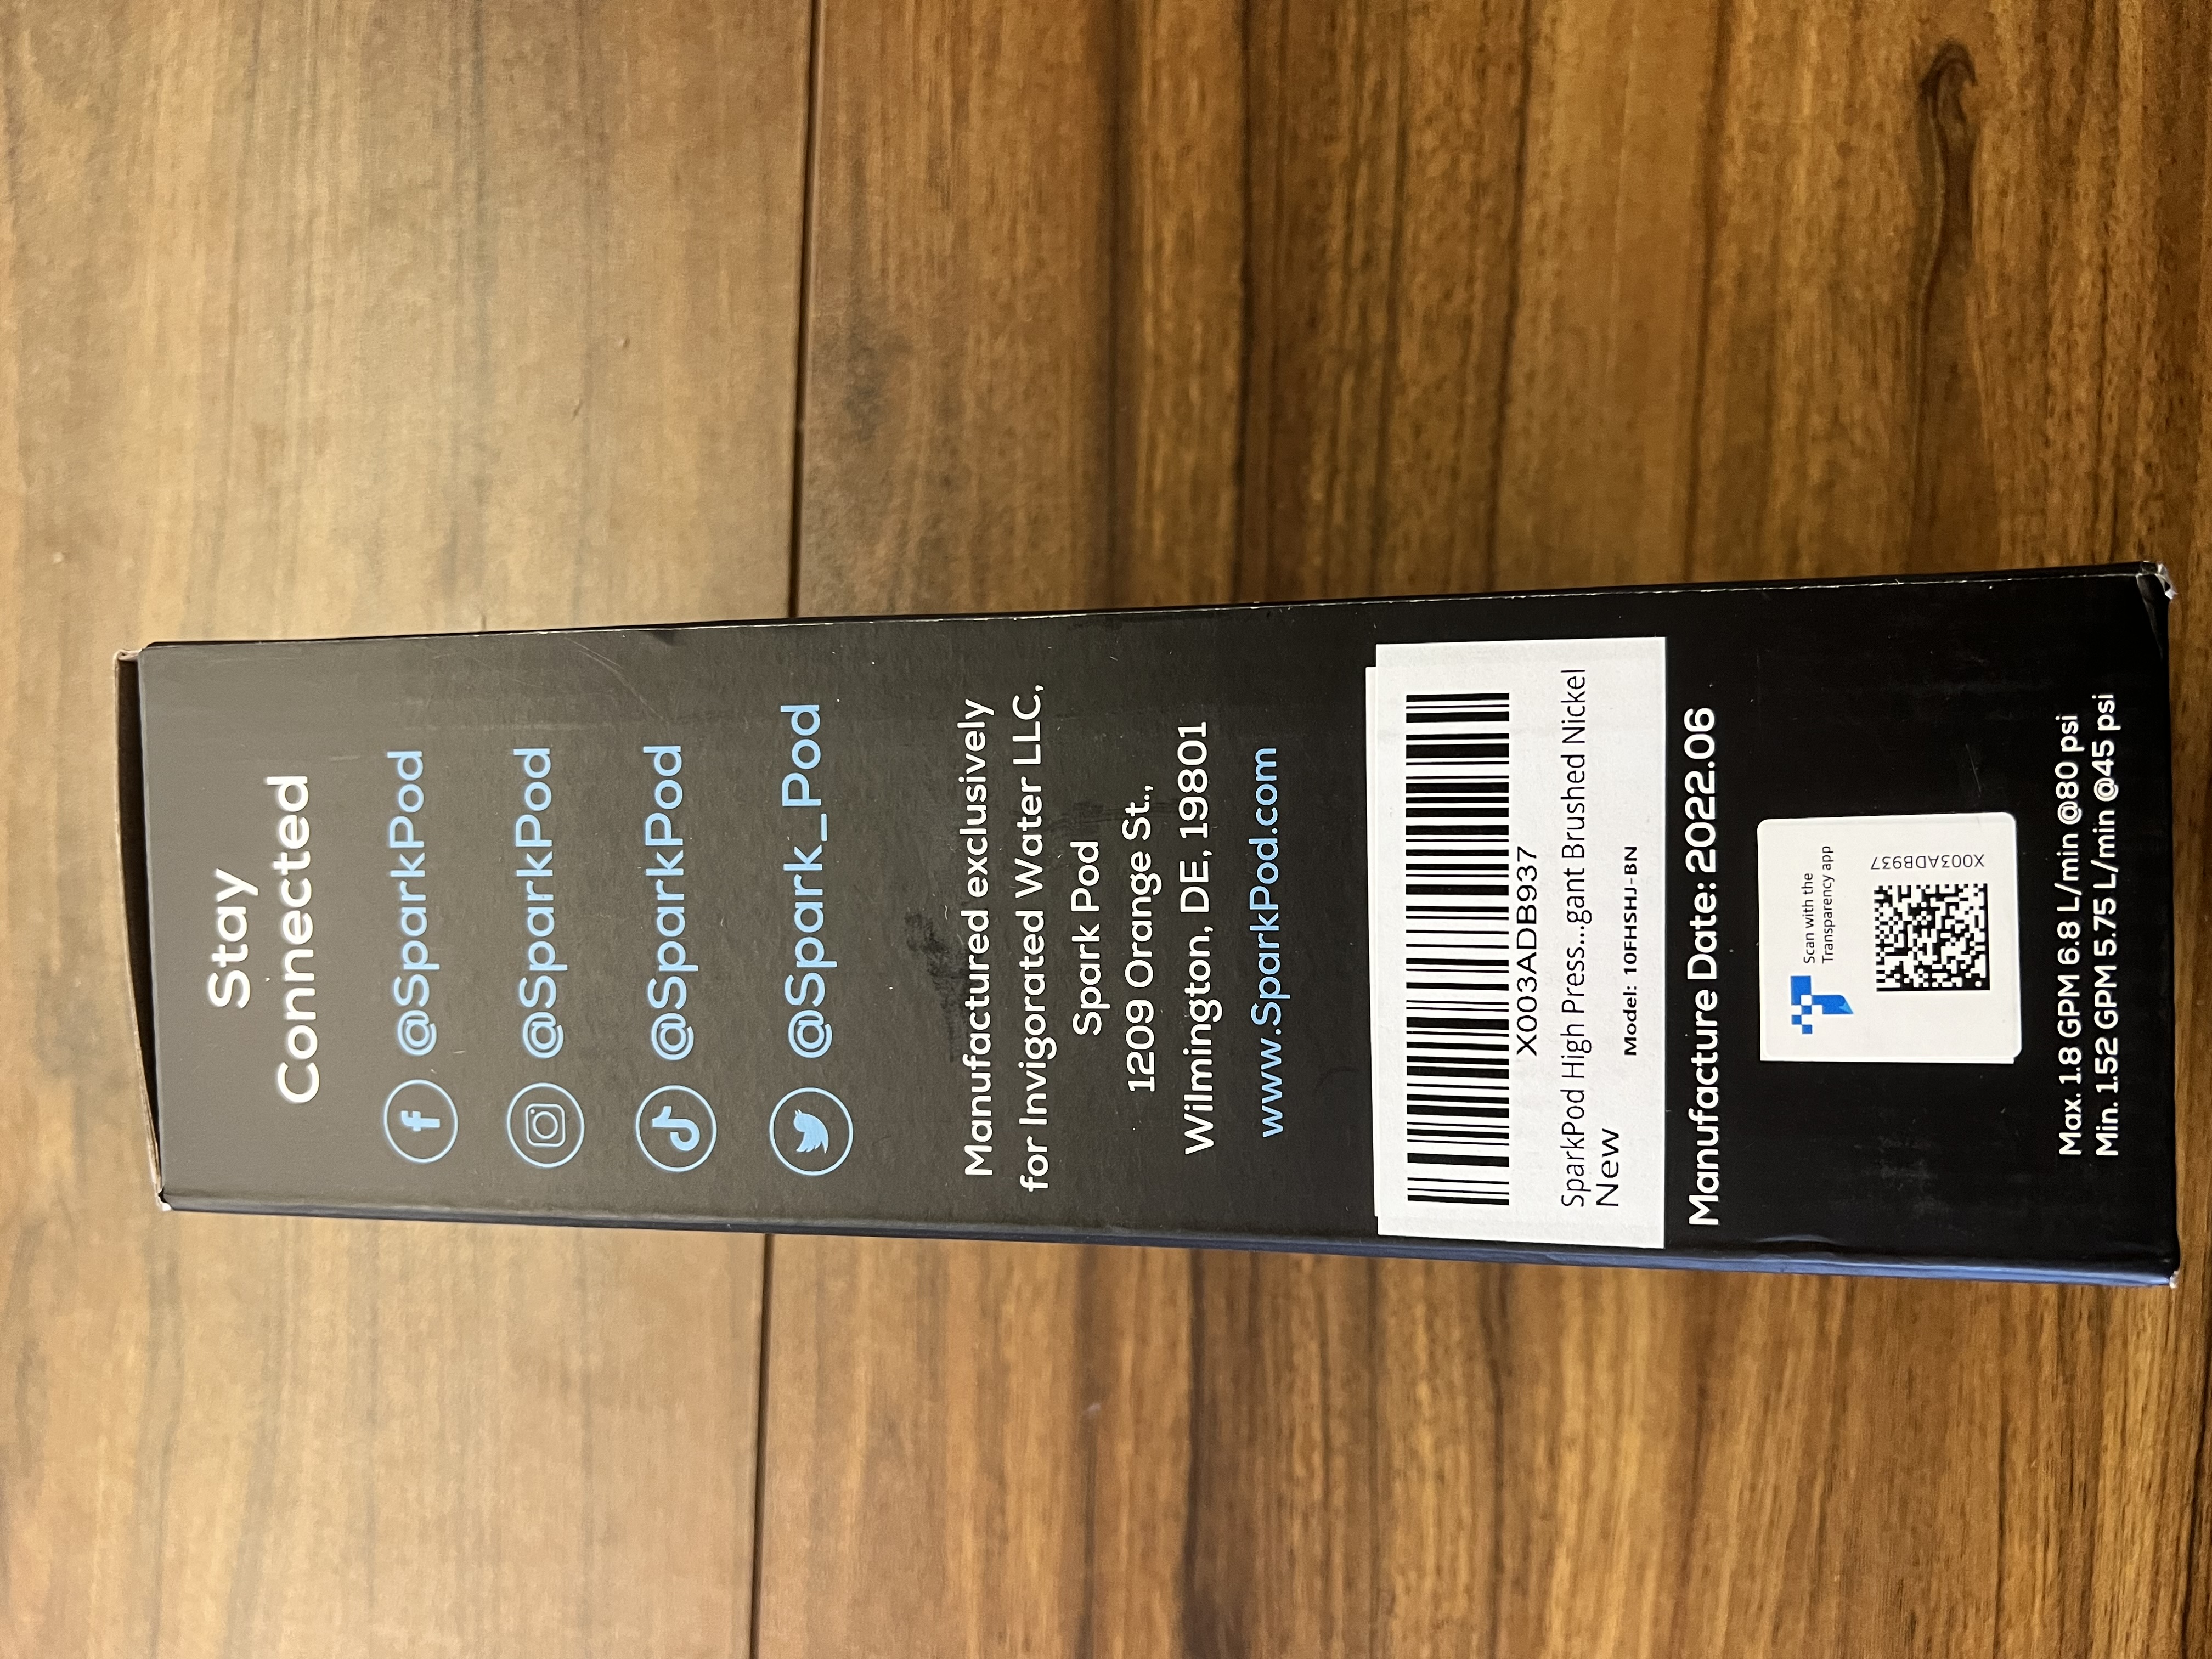 Stay
Connected
@SparkPod
@SparkPod
@SparkPod
@Spark_Pod
Manufactured exclusively
for Invigorated Water LLC,
Spark Pod
1209 Orange St.,
Wilmington, DE, 19801
www.SparkPod.com
X003ADB937
SparkPod High Press...gant Brushed Nickel
New
Model: 10FHSHJ-BN
Manufacture Date: 2022.06
Scan with the
Transparency app
X003ADB937
Max. 1.8 GPM 6.8 L/min @80 psi
Min. 1.52 GPM 5.75 L/min @45 psi